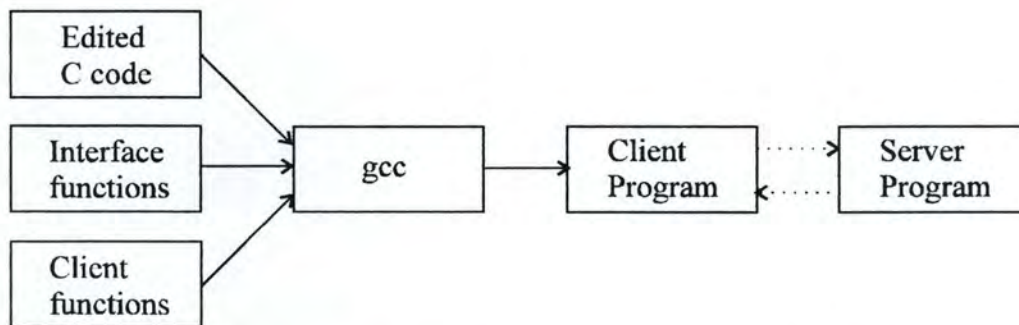 Edited
C code
Interface
functions
Client
functions
gcc
Client
Program
Server
Program